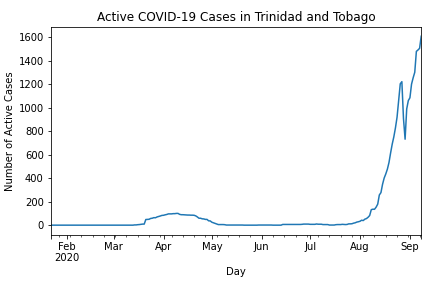 Active COVID-19 Cases in Trinidad and Tobago
Number of Active Cases
1600
1400
1200
1000
800
600
400
200
0
Feb Mar Apr May Jun Jul Aug Sep
2020
Day